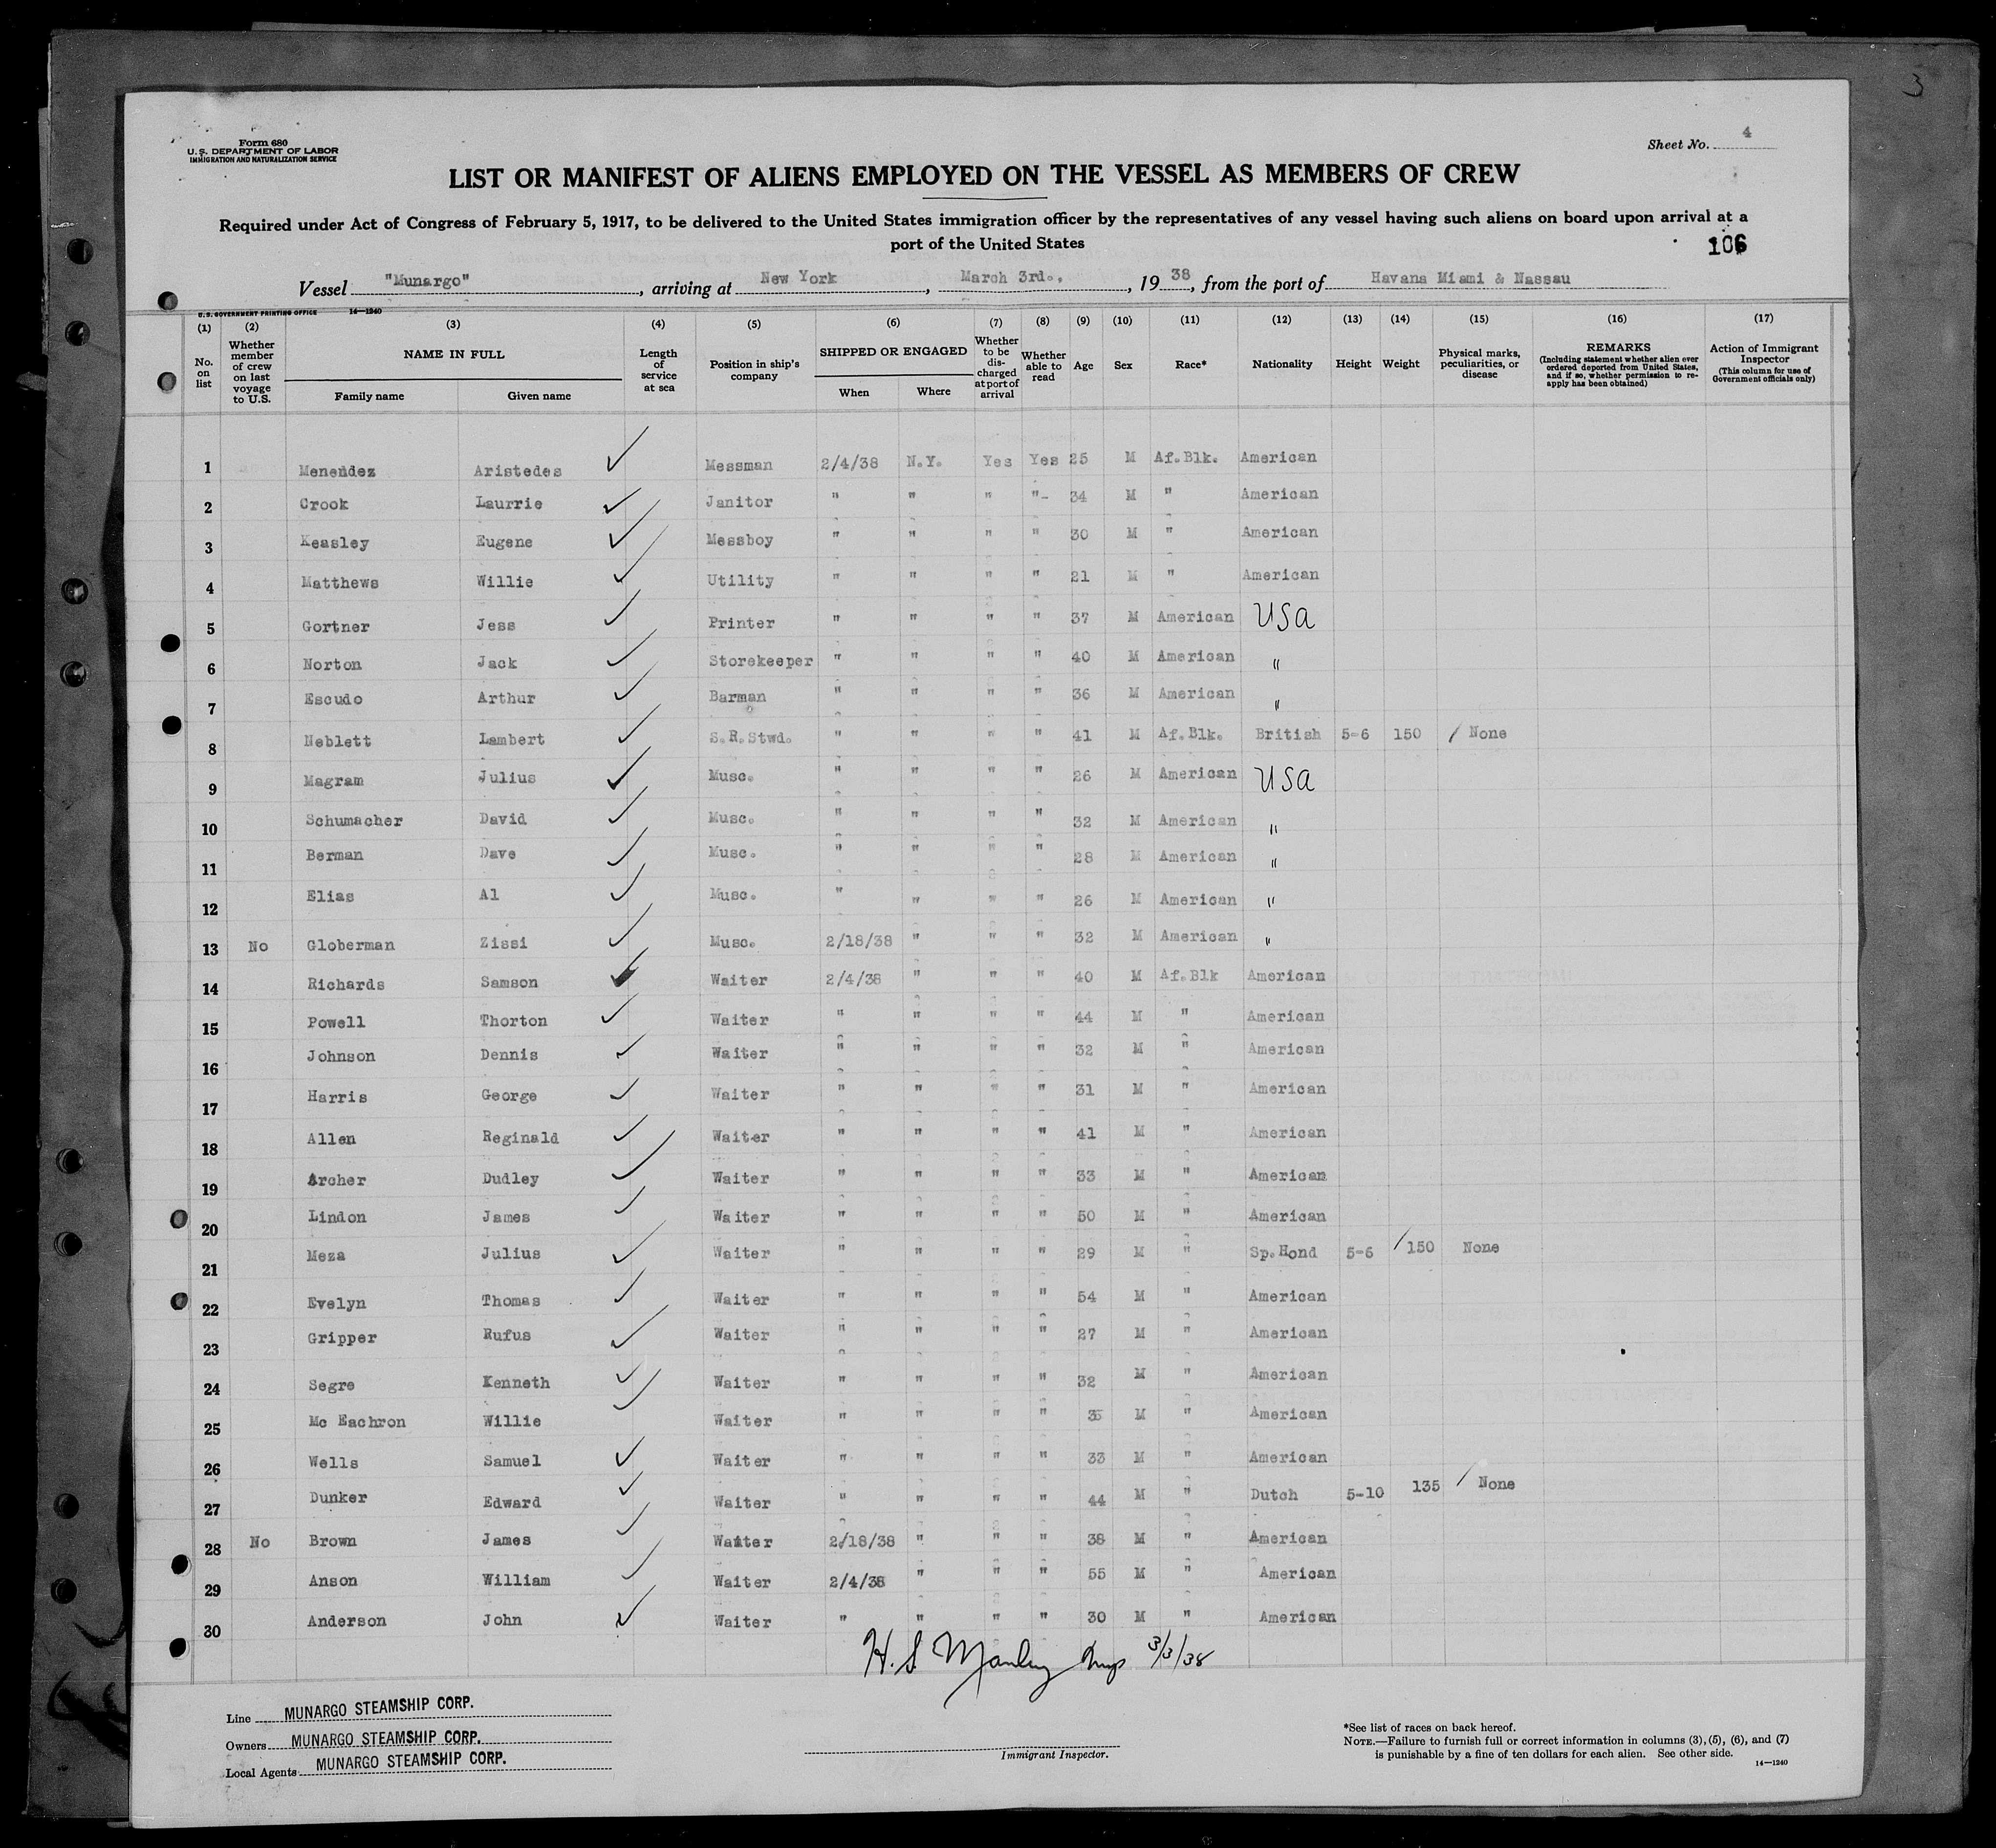 3
Form 680
U. S. DEPARTMENT OF LABOR
IMMIGRATION AND NATURALIZATION SERVICE
Sheet No. 4
LIST OR MANIFEST OF ALIENS EMPLOYED ON THE VESSEL AS MEMBERS OF CREW
Required under Act of Congress of February 5, 1917, to be delivered to the United States immigration officer by the representatives of any vessel having such aliens on board upon arrival at a
port of the United States
106
Vessel "Munargo", arriving at New York, March 3rd., 1938, from the port of Havana Miami & Nassau
U. S. GOVERNMENT PRINTING OFFICE 14—1240
(1) (2) (3) (4) (5) (6) (7) (8) (9) (10) (11) (12) (13) (14) (15) (16) (17)
No. on list
Whether member of crew on last voyage to U.S.
NAME IN FULL
Family name Given name
Length of service at sea
Position in ship's company
SHIPPED OR ENGAGED
When Where
Whether to be discharged at port of arrival
Whether able to read
Age
Sex
Race*
Nationality
Height
Weight
Physical marks, peculiarities, or disease
REMARKS
(Including statement whether alien ever ordered deported from United States, and if so, whether permission to re-apply has been obtained)
Action of Immigrant Inspector
(This column for use of Government officials only)
1 Menendez Aristedes ✓ Messman 2/4/38 N.Y. Yes Yes 25 M Af.Blk. American
2 Crook Laurrie ✓ Janitor " " " "- 34 M " American
3 Keasley Eugene ✓ Messboy " " " " 30 M " American
4 Matthews Willie ✓ Utility " " " " 21 M " American
5 Gortner Jess ✓ Printer " " " " 37 M American USA
6 Norton Jack ✓ Storekeeper " " " " 40 M American "
7 Escudo Arthur ✓ Barman " " " " 36 M American "
8 Neblett Lambert ✓ S.R.Stwd. " " " " 41 M Af.Blk. British 5-6 150 / None
9 Magram Julius ✓ Musc. " " " " 26 M American USA
10 Schumacher David ✓ Musc. " " " " 32 M American "
11 Berman Dave ✓ Musc. " " " " 28 M American "
12 Elias Al ✓ Musc. " " " " 26 M American "
13 No Globerman Zissi ✓ Musc. 2/18/38 " " " 32 M American "
14 Richards Samson ✓ Waiter 2/4/38 " " " 40 M Af.Blk American
15 Powell Thorton ✓ Waiter " " " " 44 M " American
16 Johnson Dennis ✓ Waiter " " " " 32 M " American
17 Harris George ✓ Waiter " " " " 31 M " American
18 Allen Reginald ✓ Waiter " " " " 41 M " American
19 Archer Dudley ✓ Waiter " " " " 33 M " American
20 Lindon James ✓ Waiter " " " " 50 M " American
21 Meza Julius ✓ Waiter " " " " 29 M " Sp.Hond 5-6 /150 None
22 Evelyn Thomas ✓ Waiter " " " " 54 M " American
23 Gripper Rufus ✓ Waiter " " " " 27 M " American
24 Segre Kenneth ✓ Waiter " " " " 32 M " American
25 Mc Eachron Willie ✓ Waiter " " " " M " American
26 Wells Samuel ✓ Waiter " " " " 33 M " American
27 Dunker Edward ✓ Waiter " " " " 44 M " Dutch 5-10 135 / None
28 No Brown James ✓ Waiter 2/18/38 " " " 38 M " American
29 Anson William ✓ Waiter 2/4/38 " " " 55 M " American
30 Anderson John ✓ Waiter " " " " 30 M " American
H. S. Manley 3/3/38
Line MUNARGO STEAMSHIP CORP.
Owners MUNARGO STEAMSHIP CORP.
Local Agents MUNARGO STEAMSHIP CORP.
Immigrant Inspector.
*See list of races on back hereof.
NOTE.—Failure to furnish full or correct information in columns (3), (5), (6), and (7)
is punishable by a fine of ten dollars for each alien. See other side.
14—1240